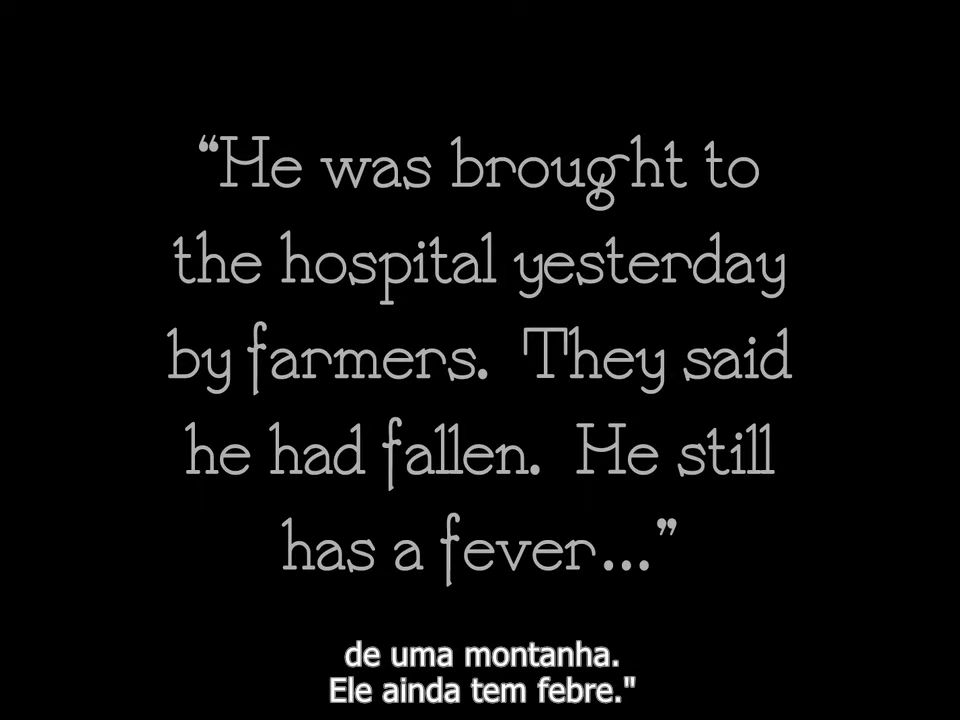 “He was brought to
the hospital yesterday
by farmers.  They said
he had fallen.  He still
has a fever...”
de uma montanha.
Ele ainda tem febre."